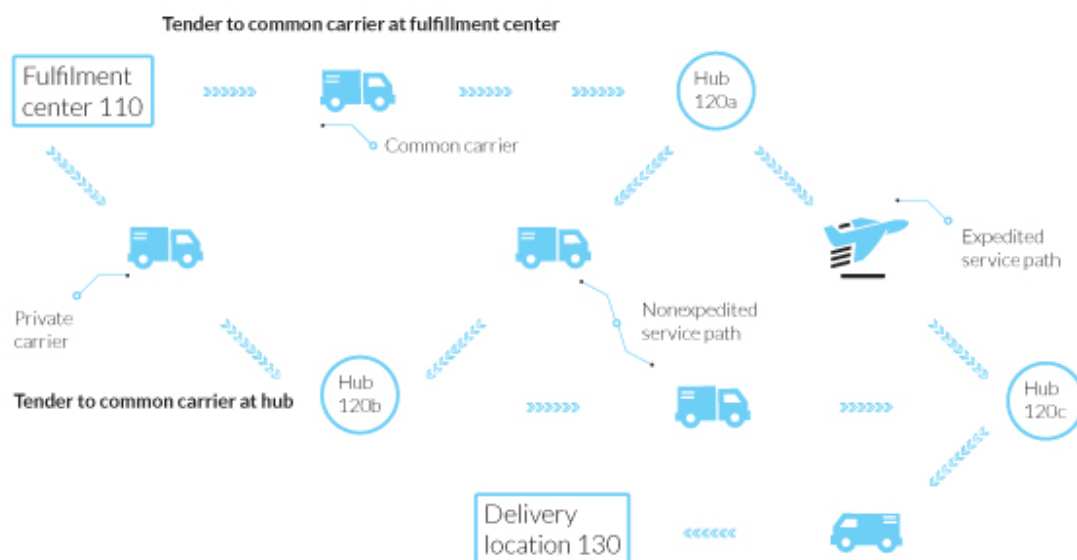 Tender to common carrier at fulfillment center
Fulfilment
center 110
Hub
120a
Common carrier
Expedited
service path
Private
carrier
Nonexpedited
service path
Tender to common carrier at hub
Hub
120b
Hub
120c
Delivery
location 130